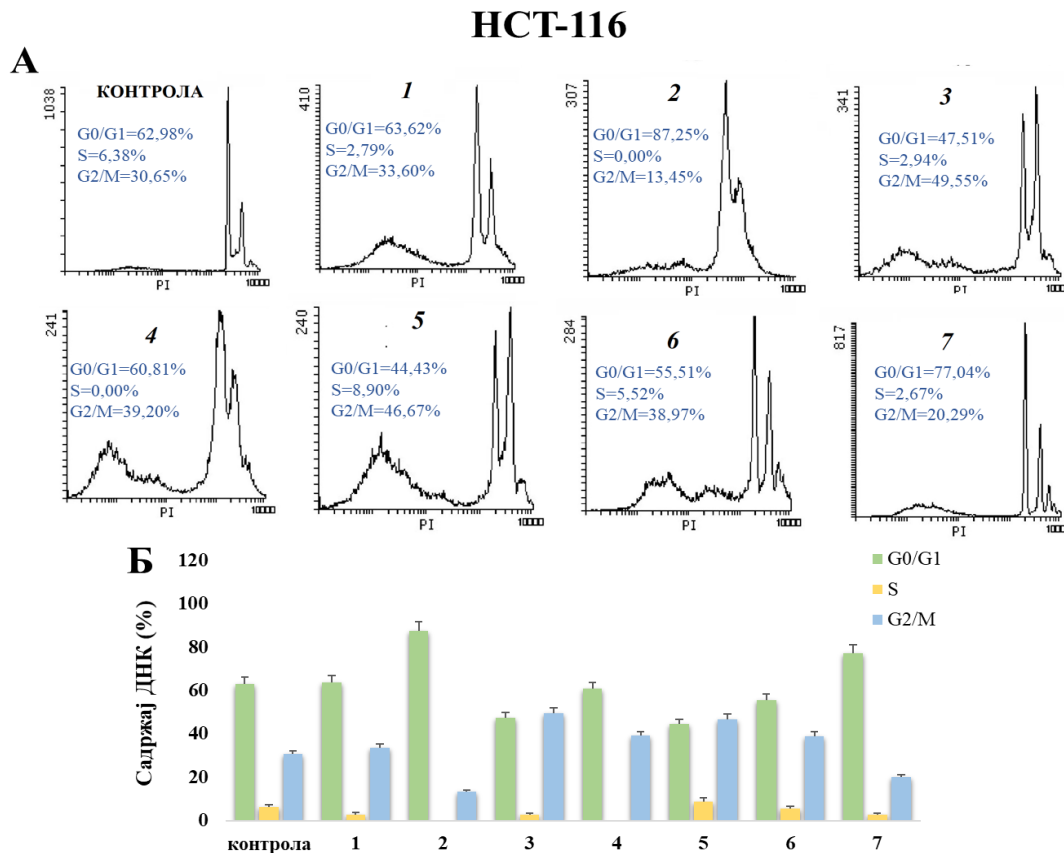 НСТ-116
А
КОНТРОЛА
G0/G1=62,98%
S=6,38%
G2/M=30,65%
1038
PI
10000
1
G0/G1=63,62%
S=2,79%
G2/M=33,60%
410
PI
10000
2
G0/G1=87,25%
S=0,00%
G2/M=13,45%
307
PI
10000
3
G0/G1=47,51%
S=2,94%
G2/M=49,55%
341
PI
10000
4
G0/G1=60,81%
S=0,00%
G2/M=39,20%
241
PI
10000
5
G0/G1=44,43%
S=8,90%
G2/M=46,67%
240
PI
10000
6
G0/G1=55,51%
S=5,52%
G2/M=38,97%
284
PI
10000
7
G0/G1=77,04%
S=2,67%
G2/M=20,29%
817
PI
10000
Б
Садржај ДНК (%)
120
100
80
60
40
20
0
контрола 1 2 3 4 5 6 7
G0/G1
S
G2/M